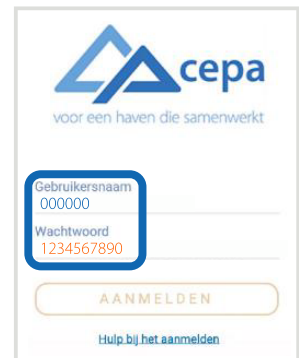 cepa
voor een haven die samenwerkt
Gebruikersnaam
000000
Wachtwoord
1234567890
AANMELDEN
Hulp bij het aanmelden